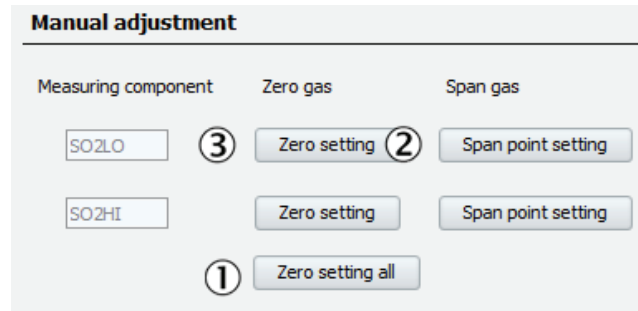 Manual adjustment
Measuring component Zero gas Span gas
SO2LO ③ Zero setting ② Span point setting
SO2HI Zero setting Span point setting
① Zero setting all